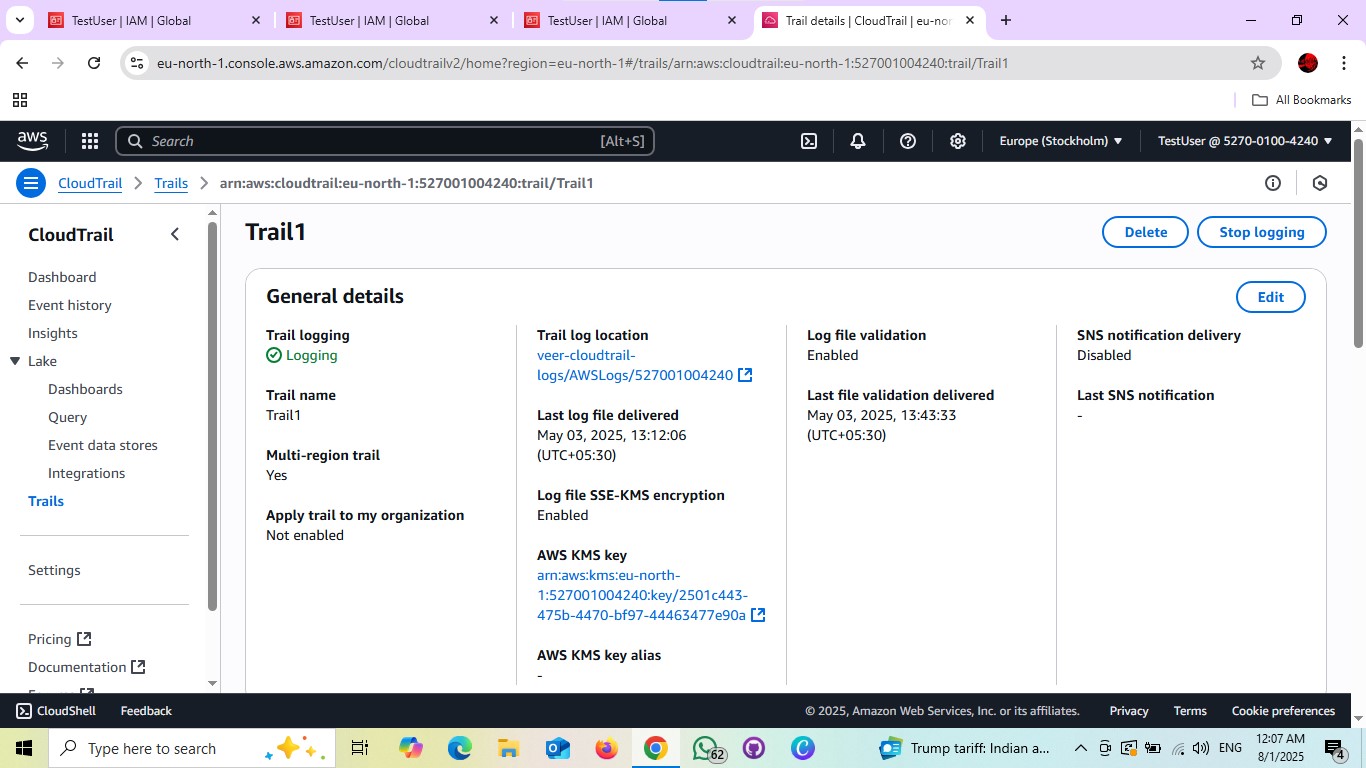 TestUser | IAM | Global
TestUser | IAM | Global
TestUser | IAM | Global
Trail details | CloudTrail | eu-nor
eu-north-1.console.aws.amazon.com/cloudtrailv2/home?region=eu-north-1#/trails/arn:aws:cloudtrail:eu-north-1:527001004240:trail/Trail1
All Bookmarks
aws
Search
[Alt+S]
Europe (Stockholm)
TestUser @ 5270-0100-4240
CloudTrail
Trails
arn:aws:cloudtrail:eu-north-1:527001004240:trail/Trail1
CloudTrail
Dashboard
Event history
Insights
Lake
Dashboards
Query
Event data stores
Integrations
Trails
Settings
Pricing
Documentation
Trail1
Delete
Stop logging
General details
Edit
Trail logging
Logging
Trail name
Trail1
Multi-region trail
Yes
Apply trail to my organization
Not enabled
Trail log location
veer-cloudtrail-
logs/AWSLogs/527001004240
Last log file delivered
May 03, 2025, 13:12:06
(UTC+05:30)
Log file SSE-KMS encryption
Enabled
AWS KMS key
arn:aws:kms:eu-north-
1:527001004240:key/2501c443-
475b-4470-bf97-44463477e90a
AWS KMS key alias
-
Log file validation
Enabled
Last file validation delivered
May 03, 2025, 13:43:33
(UTC+05:30)
SNS notification delivery
Disabled
Last SNS notification
-
CloudShell
Feedback
© 2025, Amazon Web Services, Inc. or its affiliates.
Privacy
Terms
Cookie preferences
Type here to search
62
Trump tariff: Indian a...
ENG
12:07 AM
8/1/2025
4